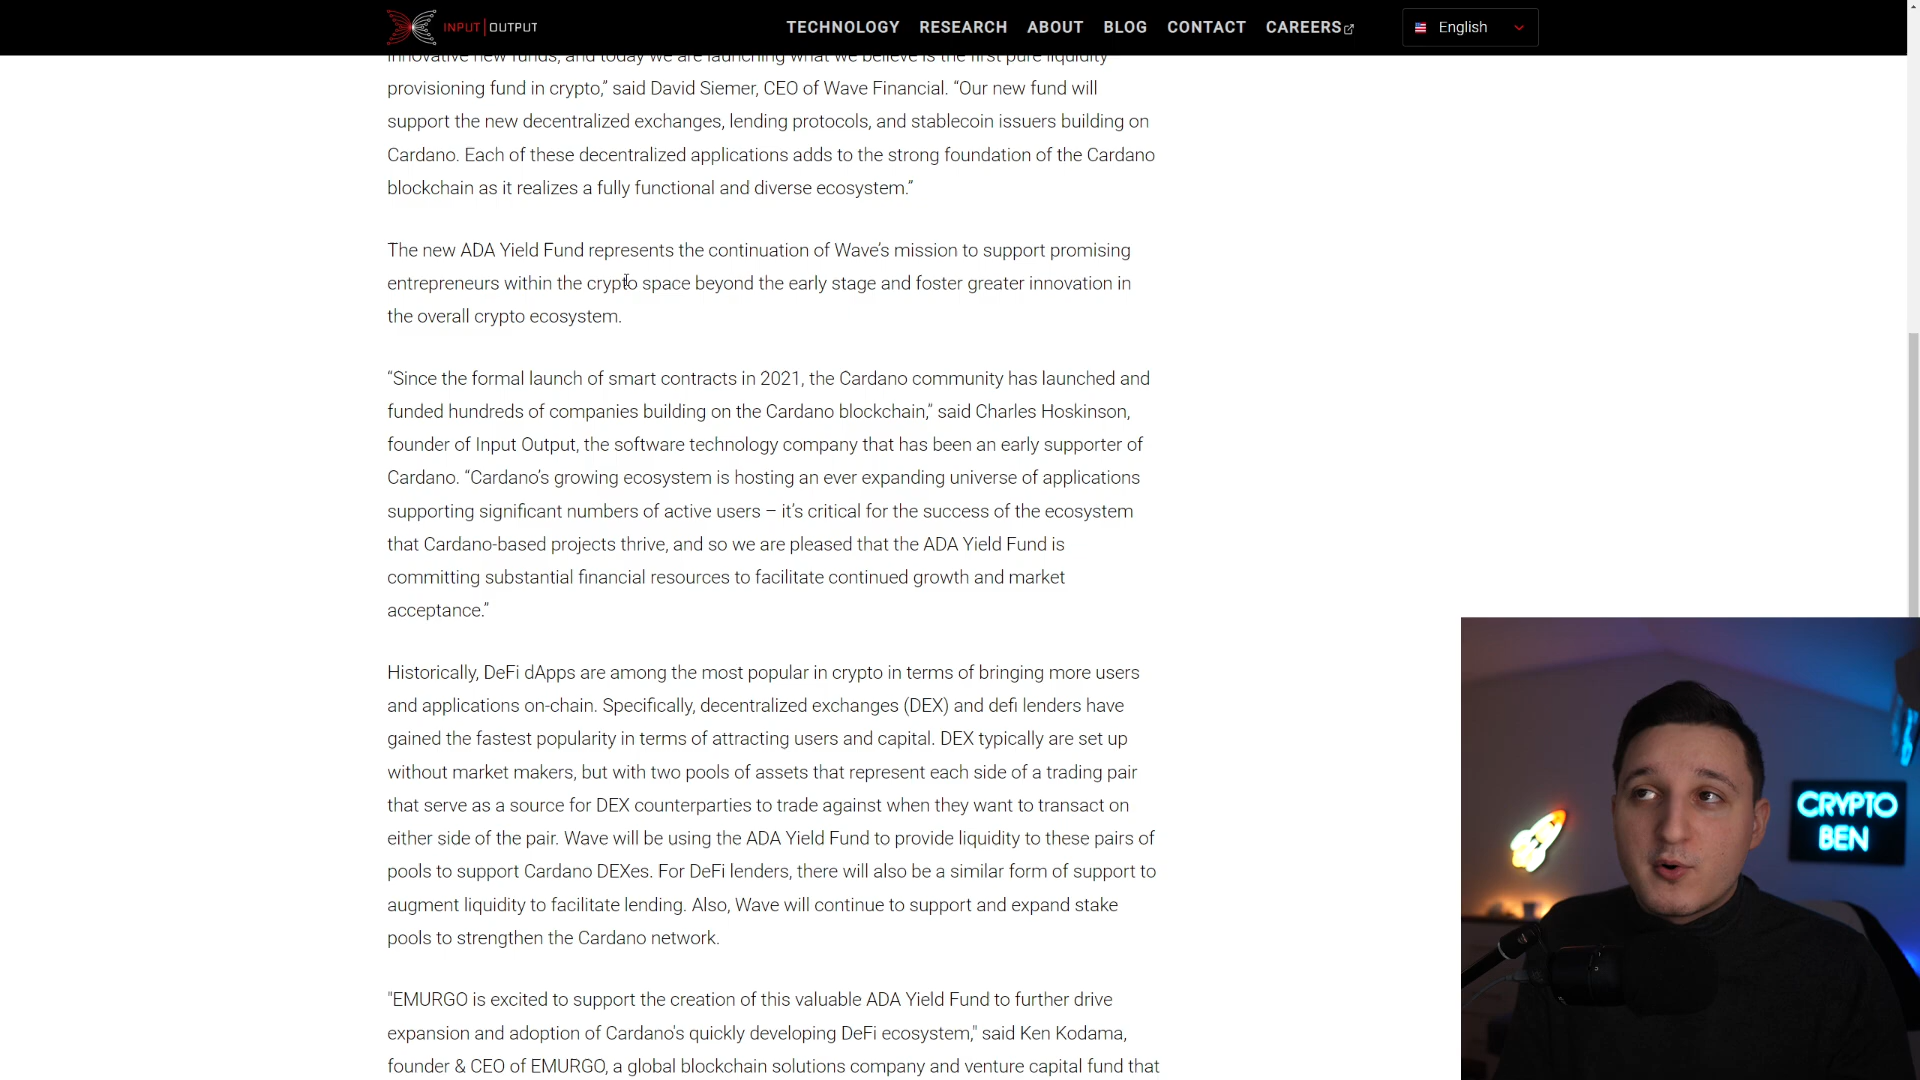 INPUT | OUTPUT
TECHNOLOGY RESEARCH ABOUT BLOG CONTACT CAREERS
English
innovative new funds, and today we are launching what we believe is the first pure liquidity
provisioning fund in crypto,” said David Siemer, CEO of Wave Financial. “Our new fund will
support the new decentralized exchanges, lending protocols, and stablecoin issuers building on
Cardano. Each of these decentralized applications adds to the strong foundation of the Cardano
blockchain as it realizes a fully functional and diverse ecosystem.”
The new ADA Yield Fund represents the continuation of Wave’s mission to support promising
entrepreneurs within the crypto space beyond the early stage and foster greater innovation in
the overall crypto ecosystem.
“Since the formal launch of smart contracts in 2021, the Cardano community has launched and
funded hundreds of companies building on the Cardano blockchain,” said Charles Hoskinson,
founder of Input Output, the software technology company that has been an early supporter of
Cardano. “Cardano’s growing ecosystem is hosting an ever expanding universe of applications
supporting significant numbers of active users – it’s critical for the success of the ecosystem
that Cardano-based projects thrive, and so we are pleased that the ADA Yield Fund is
committing substantial financial resources to facilitate continued growth and market
acceptance.”
Historically, DeFi dApps are among the most popular in crypto in terms of bringing more users
and applications on-chain. Specifically, decentralized exchanges (DEX) and defi lenders have
gained the fastest popularity in terms of attracting users and capital. DEX typically are set up
without market makers, but with two pools of assets that represent each side of a trading pair
that serve as a source for DEX counterparties to trade against when they want to transact on
either side of the pair. Wave will be using the ADA Yield Fund to provide liquidity to these pairs of
pools to support Cardano DEXes. For DeFi lenders, there will also be a similar form of support to
augment liquidity to facilitate lending. Also, Wave will continue to support and expand stake
pools to strengthen the Cardano network.
"EMURGO is excited to support the creation of this valuable ADA Yield Fund to further drive
expansion and adoption of Cardano's quickly developing DeFi ecosystem," said Ken Kodama,
founder & CEO of EMURGO, a global blockchain solutions company and venture capital fund that
CRYPTO
BEN